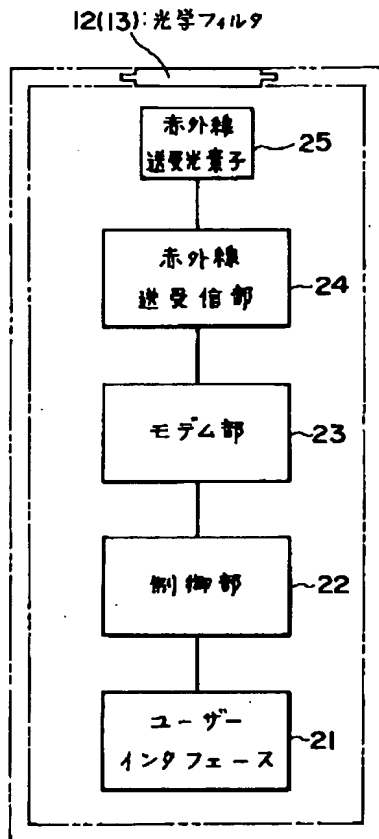 12(13):光学フィルタ
赤外線
送受光素子
25
赤外線
送受信部
24
モデム部
23
制御部
22
ユーザー
インタフェース
21